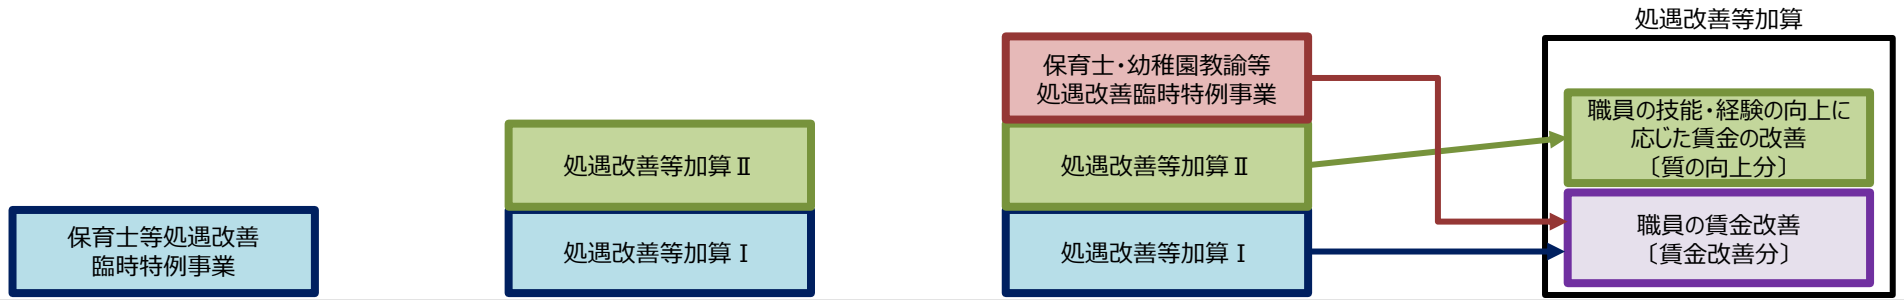 保育士等処遇改善
臨時特例事業
処遇改善等加算Ⅱ
処遇改善等加算Ⅰ
保育士・幼稚園教諭等
処遇改善臨時特例事業
処遇改善等加算Ⅱ
処遇改善等加算Ⅰ
処遇改善等加算
職員の技能・経験の向上に
応じた賃金の改善
〔質の向上分〕
職員の賃金改善
〔賃金改善分〕